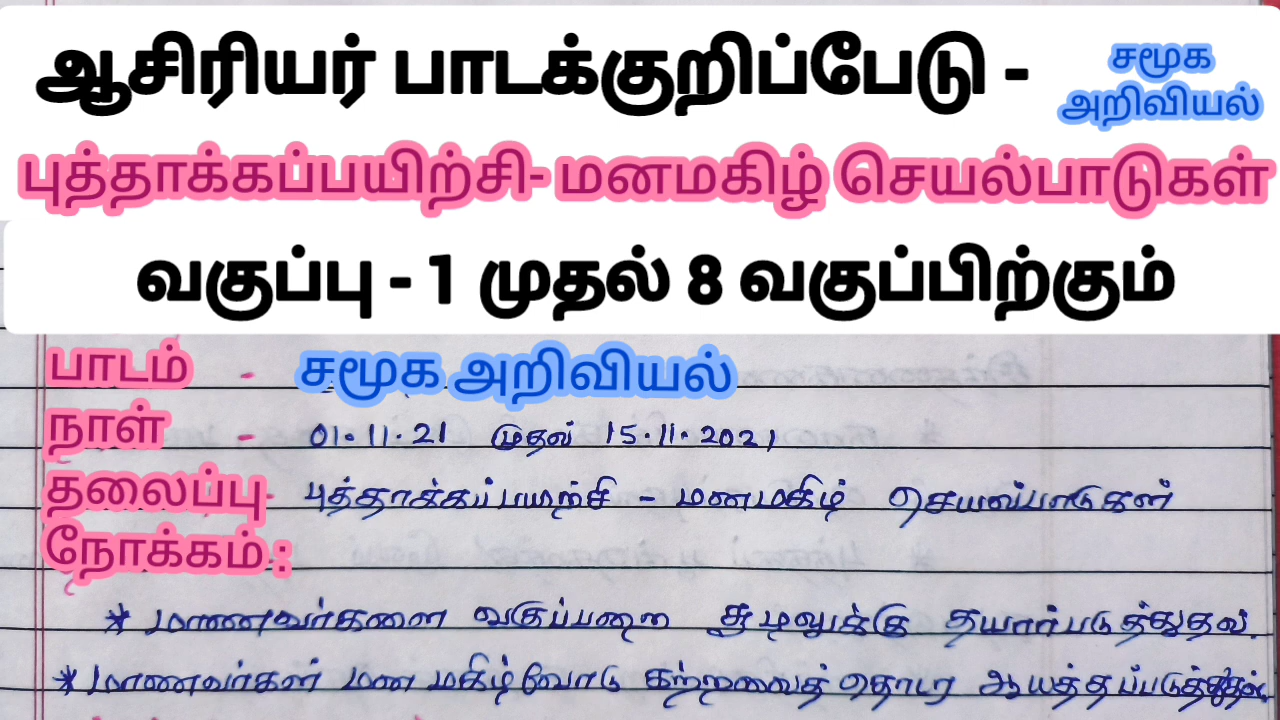 ஆசிரியர் பாடக்குறிப்பேடு - சமூக அறிவியல்
புத்தாக்கப்பயிற்சி- மனமகிழ் செயல்பாடுகள்
வகுப்பு - 1 முதல் 8 வகுப்பிற்கும்
பாடம் - சமூக அறிவியல்
நாள் - 01.11.21 முதல் 15.11.2021
தலைப்பு- புத்தாக்கப்பயிற்சி - மனமகிழ் செயல்பாடுகள்
நோக்கம் :
* மாணவர்களை வகுப்பறை சூழலுக்கு தயார்படுத்துதல்.
* மாணவர்கள் மன மகிழ்வோடு கற்றலைத் தொடர ஆயத்தப்படுத்துதல்.